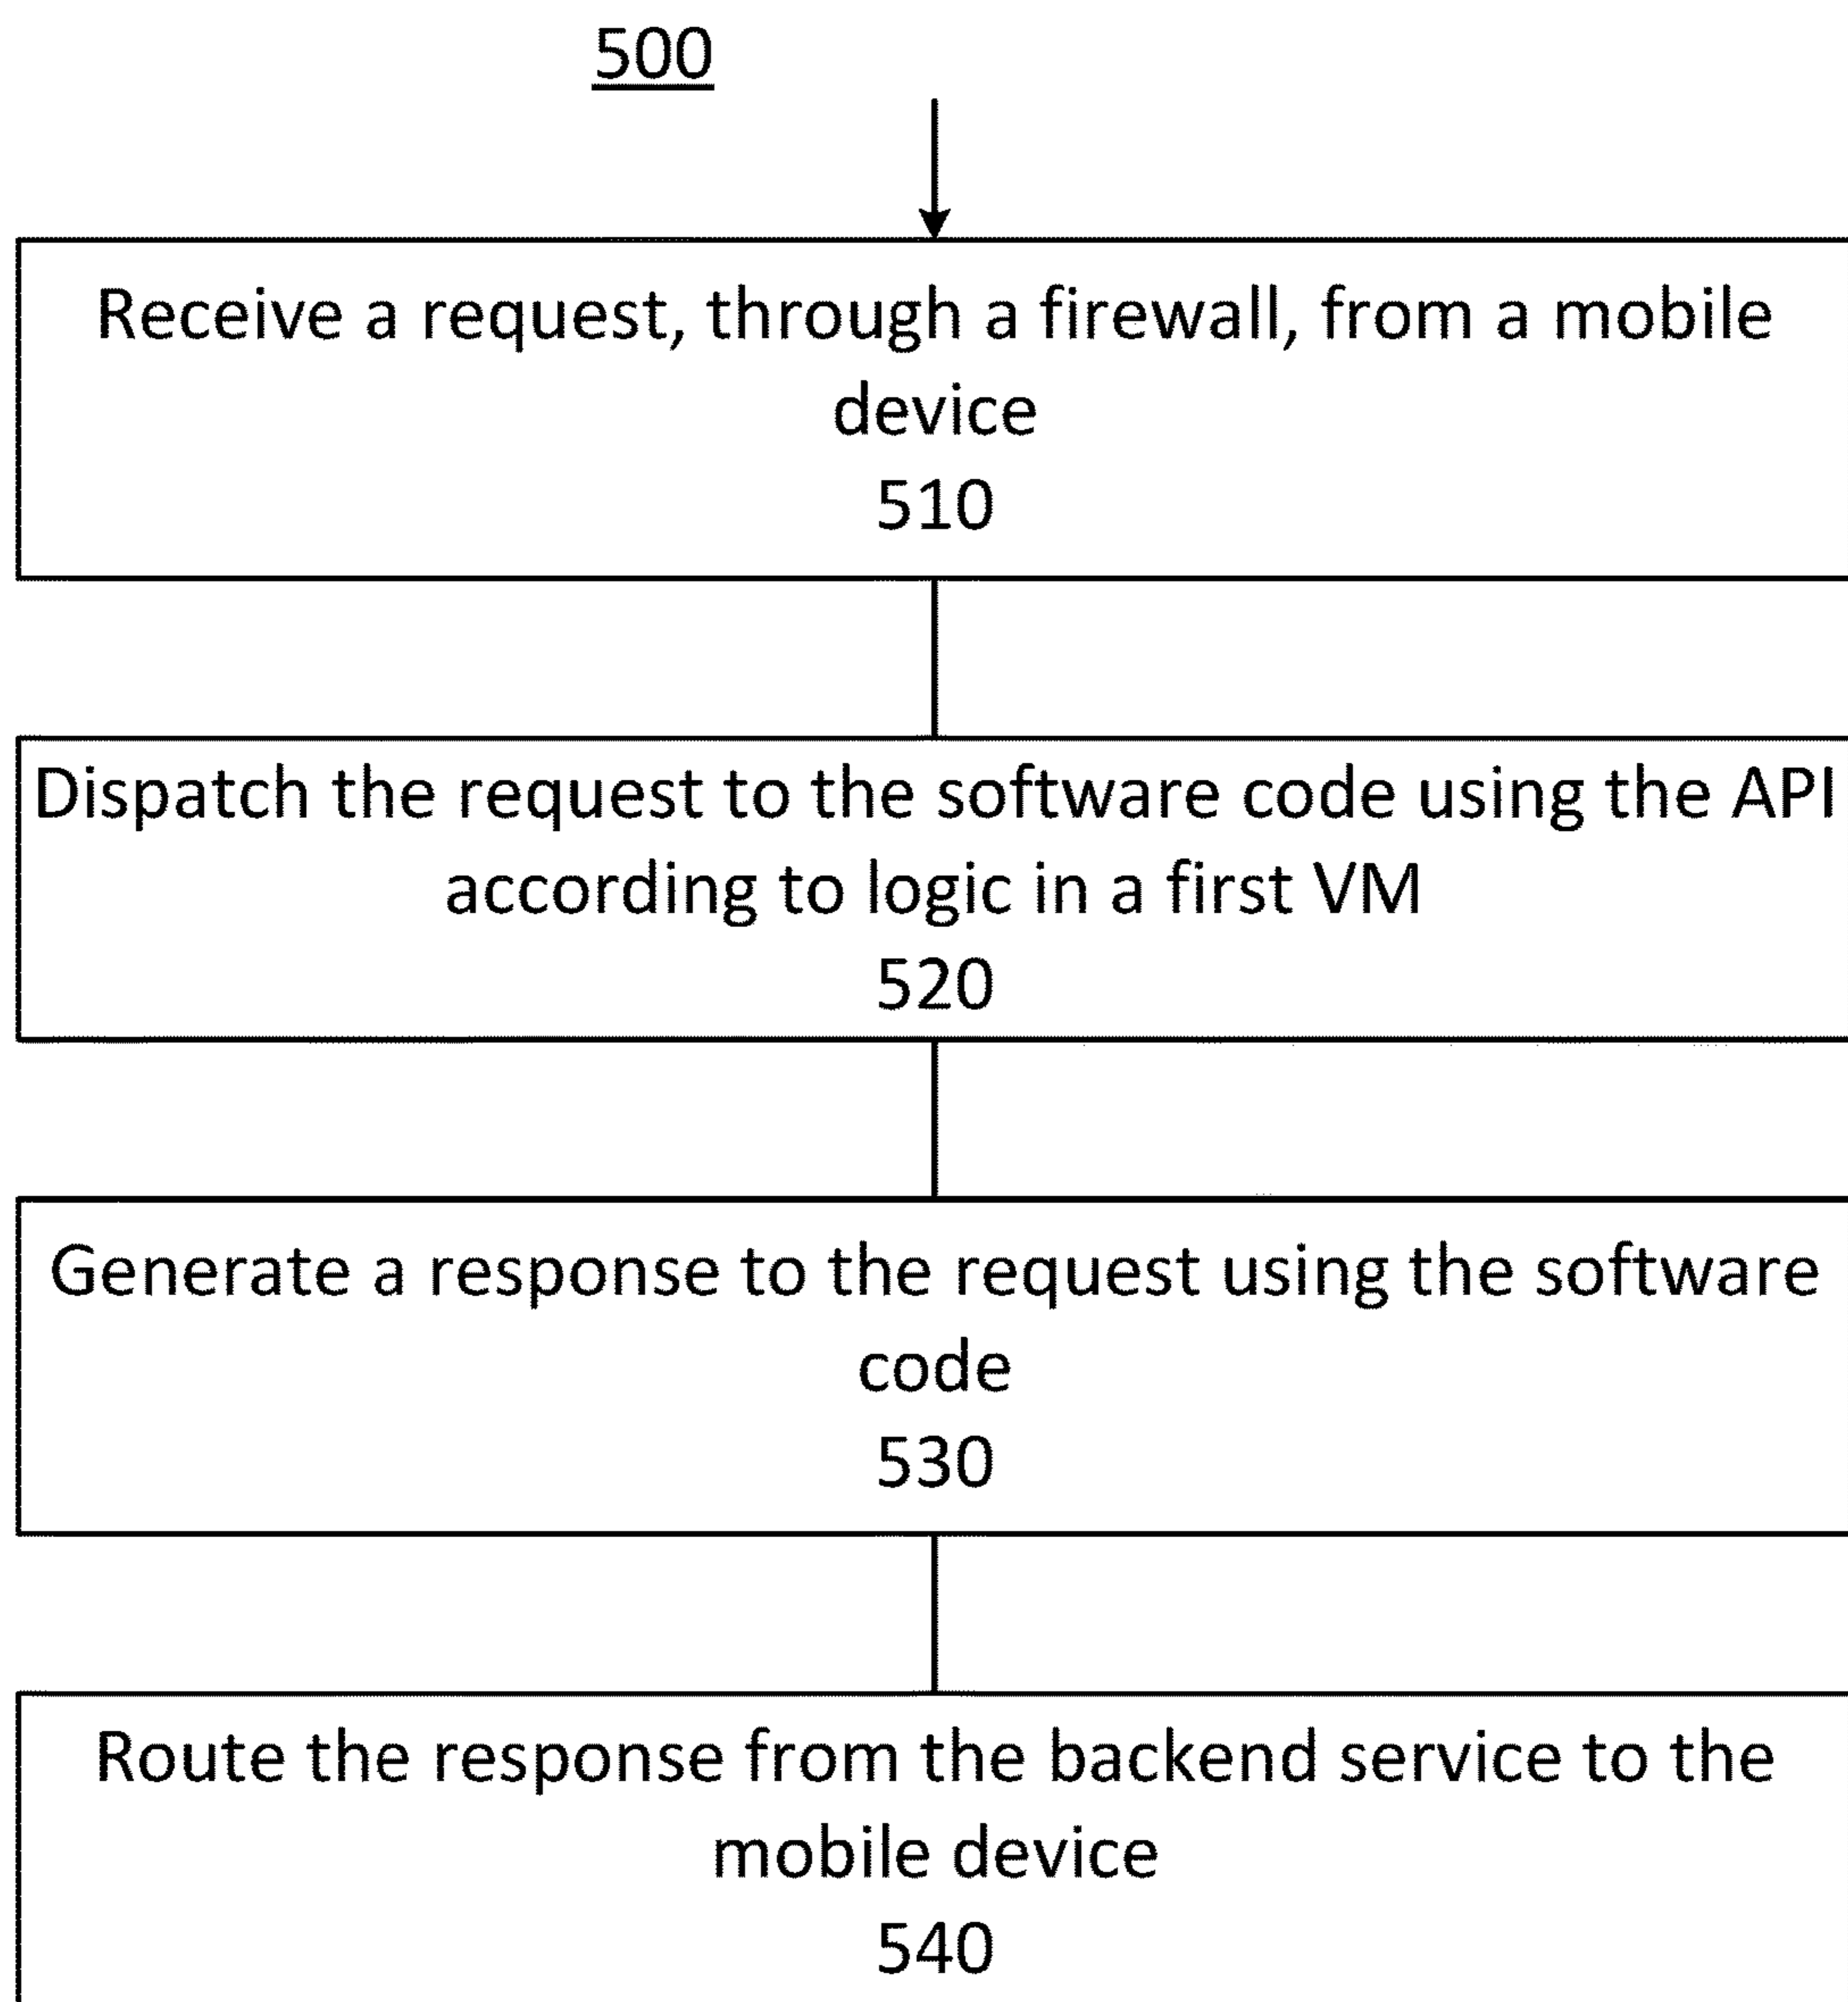 500
Receive a request, through a firewall, from a mobile
device
510
Dispatch the request to the software code using the API
according to logic in a first VM
520
Generate a response to the request using the software
code
530
Route the response from the backend service to the
mobile device
540